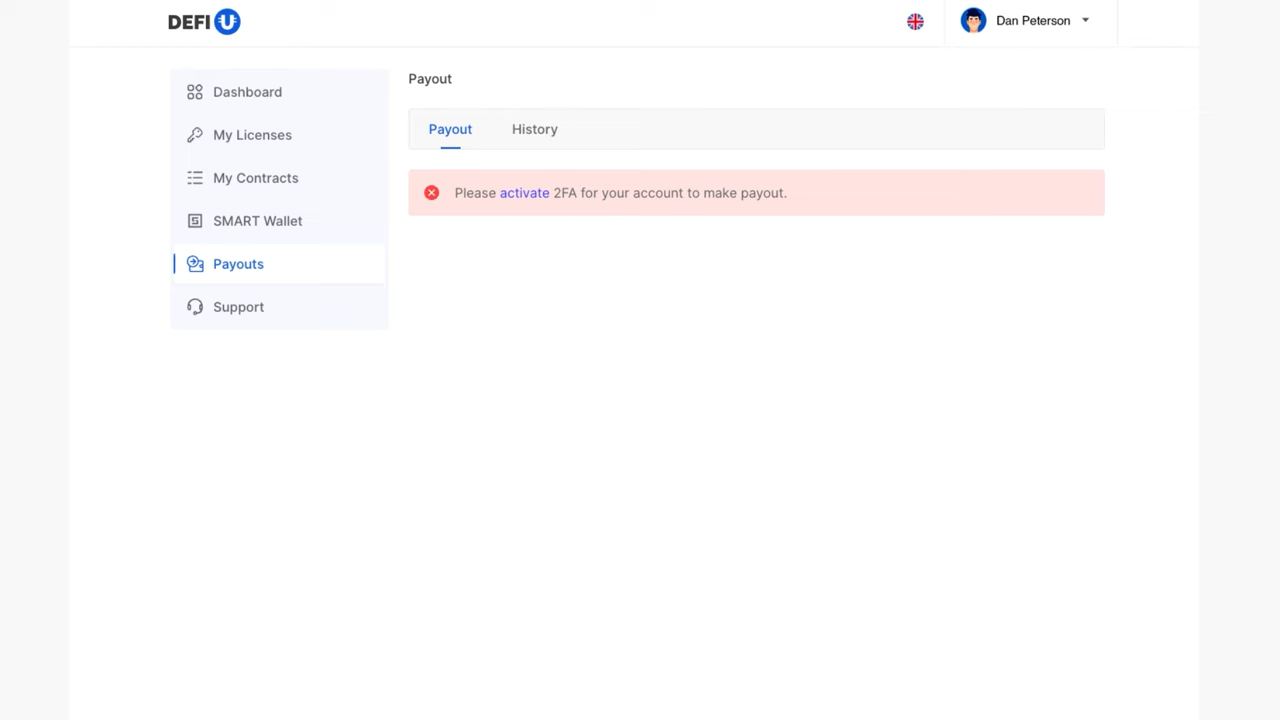 DEFI U
Dan Peterson
Dashboard
My Licenses
My Contracts
SMART Wallet
Payouts
Support
Payout
Payout
History
Please activate 2FA for your account to make payout.